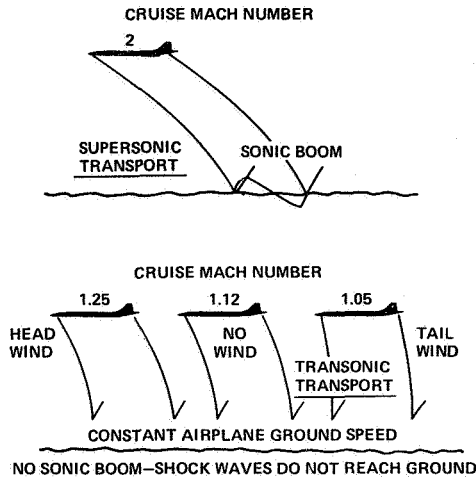 CRUISE MACH NUMBER
2
SUPERSONIC
TRANSPORT
SONIC BOOM
CRUISE MACH NUMBER
1.25
1.12
1.05
HEAD
WIND
NO
WIND
TAIL
WIND
TRANSONIC
TRANSPORT
CONSTANT AIRPLANE GROUND SPEED
NO SONIC BOOM—SHOCK WAVES DO NOT REACH GROUND